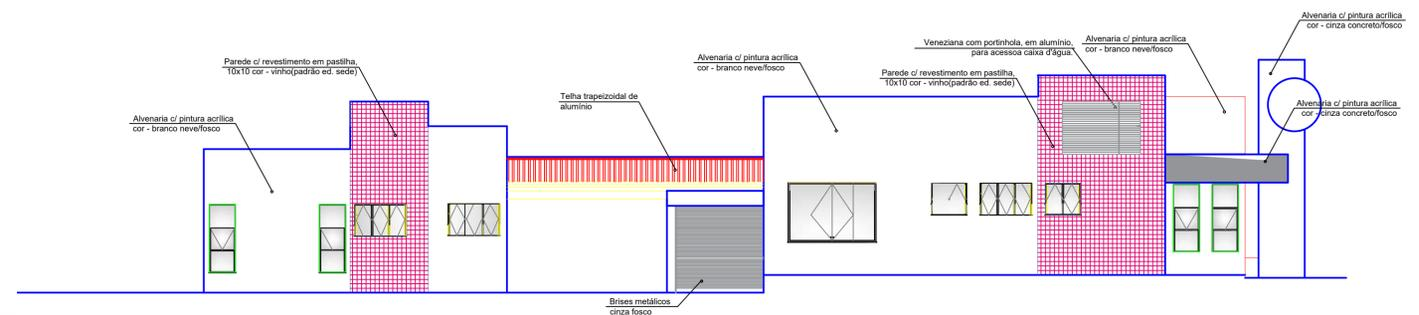 Alvenaria c/ pintura acrílica
cor - branco neve/fosco
Parede c/ revestimento em pastilha,
10x10 cor - vinho(padrão ed. sede)
Telha trapeizoidal de
alumínio
Brises metálicos
cinza fosco
Alvenaria c/ pintura acrílica
cor - branco neve/fosco
Parede c/ revestimento em pastilha,
10x10 cor - vinho(padrão ed. sede)
Veneziana com portinhola, em alumínio,
para acessoa caixa d'água.
Alvenaria c/ pintura acrílica
cor - branco neve/fosco
Alvenaria c/ pintura acrílica
cor - cinza concreto/fosco
Alvenaria c/ pintura acrílica
cor - cinza concreto/fosco